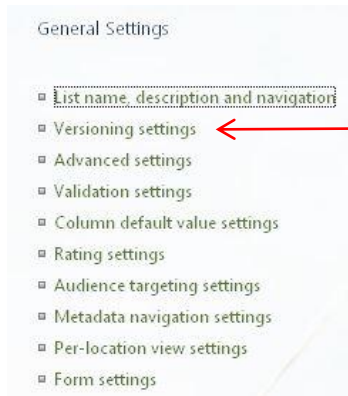 General Settings
List name, description and navigation
Versioning settings
Advanced settings
Validation settings
Column default value settings
Rating settings
Audience targeting settings
Metadata navigation settings
Per-location view settings
Form settings